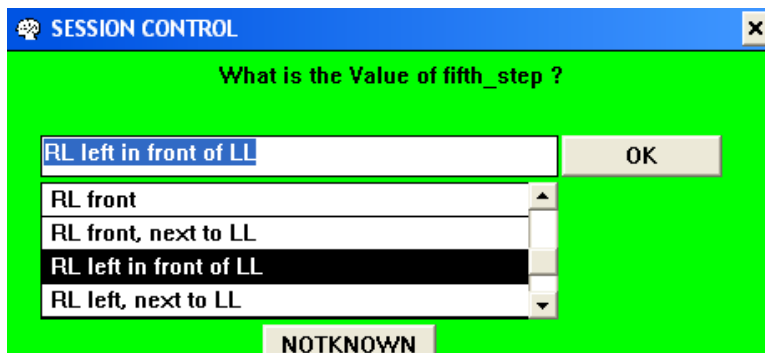 SESSION CONTROL
What is the Value of fifth_step ?
RL left in front of LL
OK
RL front
RL front, next to LL
RL left in front of LL
RL left, next to LL
NOTKNOWN